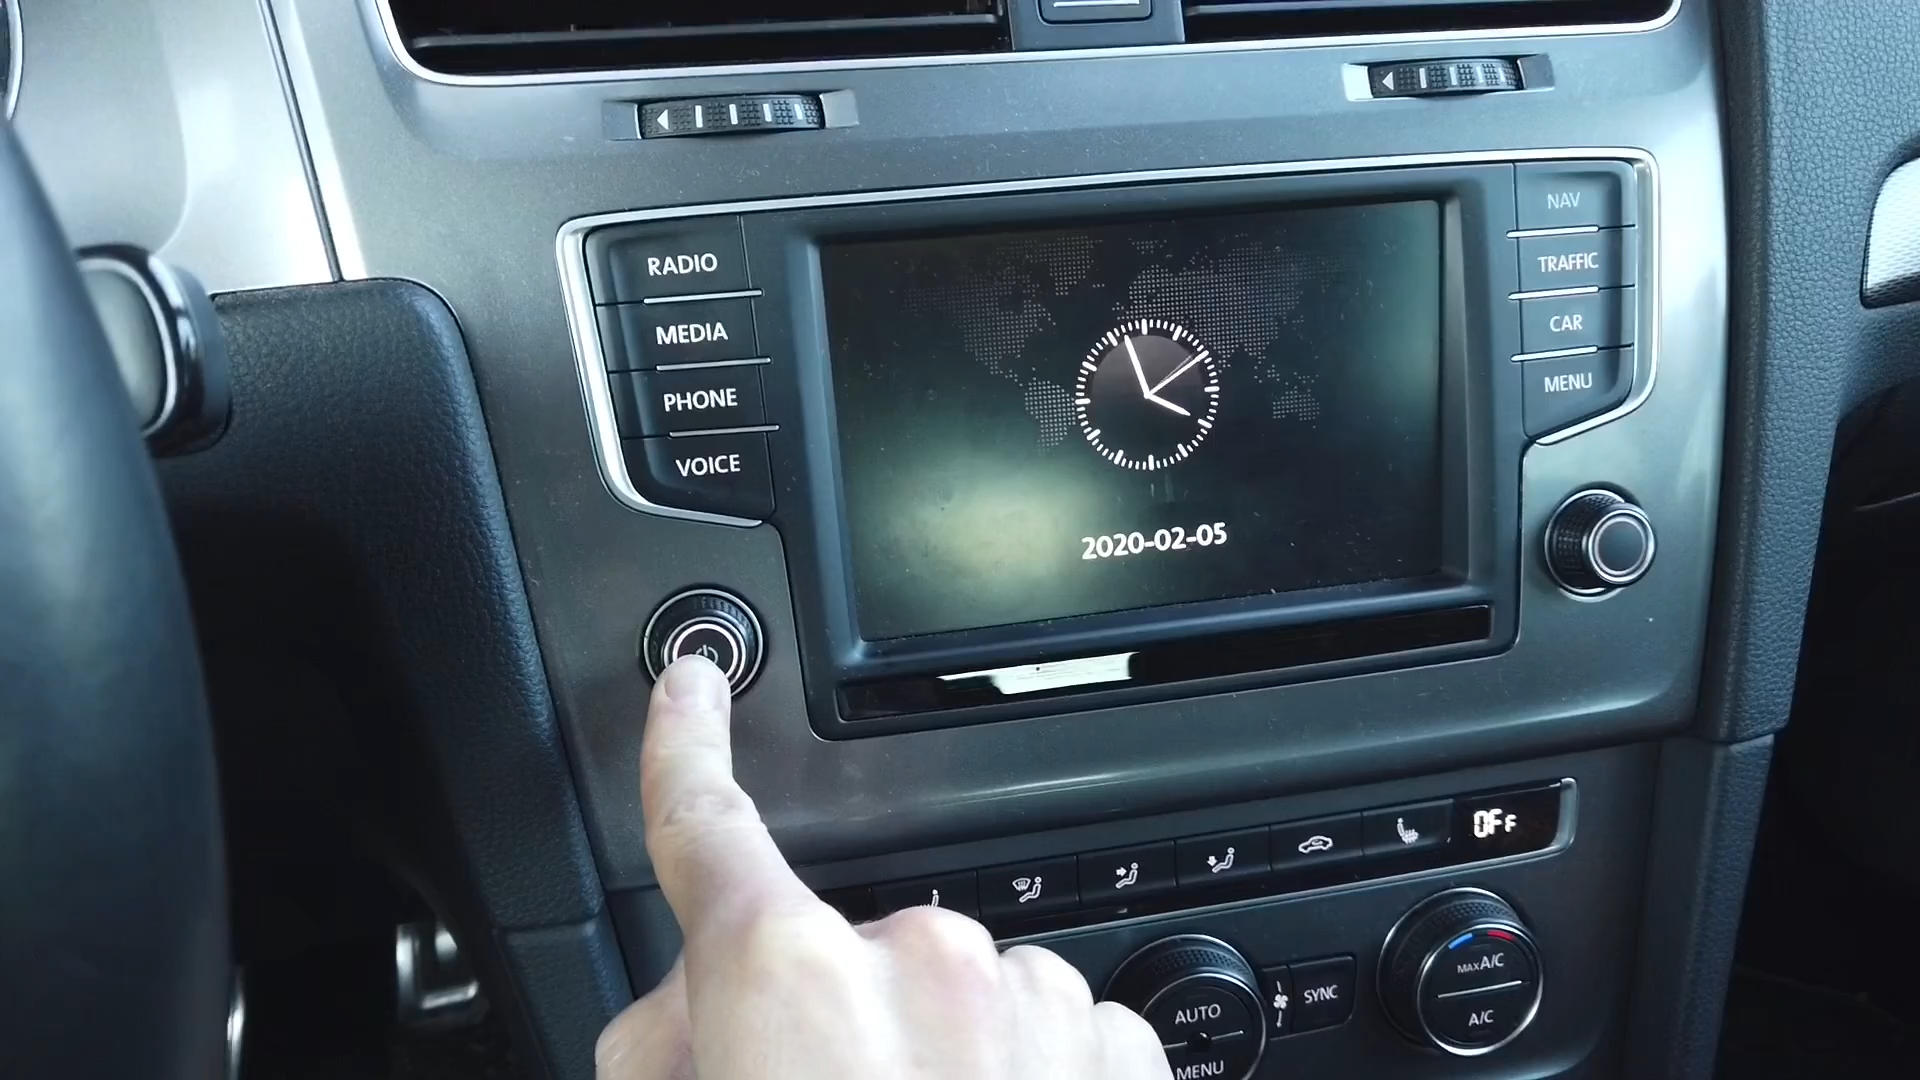 RADIO
MEDIA
PHONE
VOICE
2020-02-05
NAV
TRAFFIC
CAR
MENU
OFF
AUTO
MENU
SYNC
MAX A/C
A/C